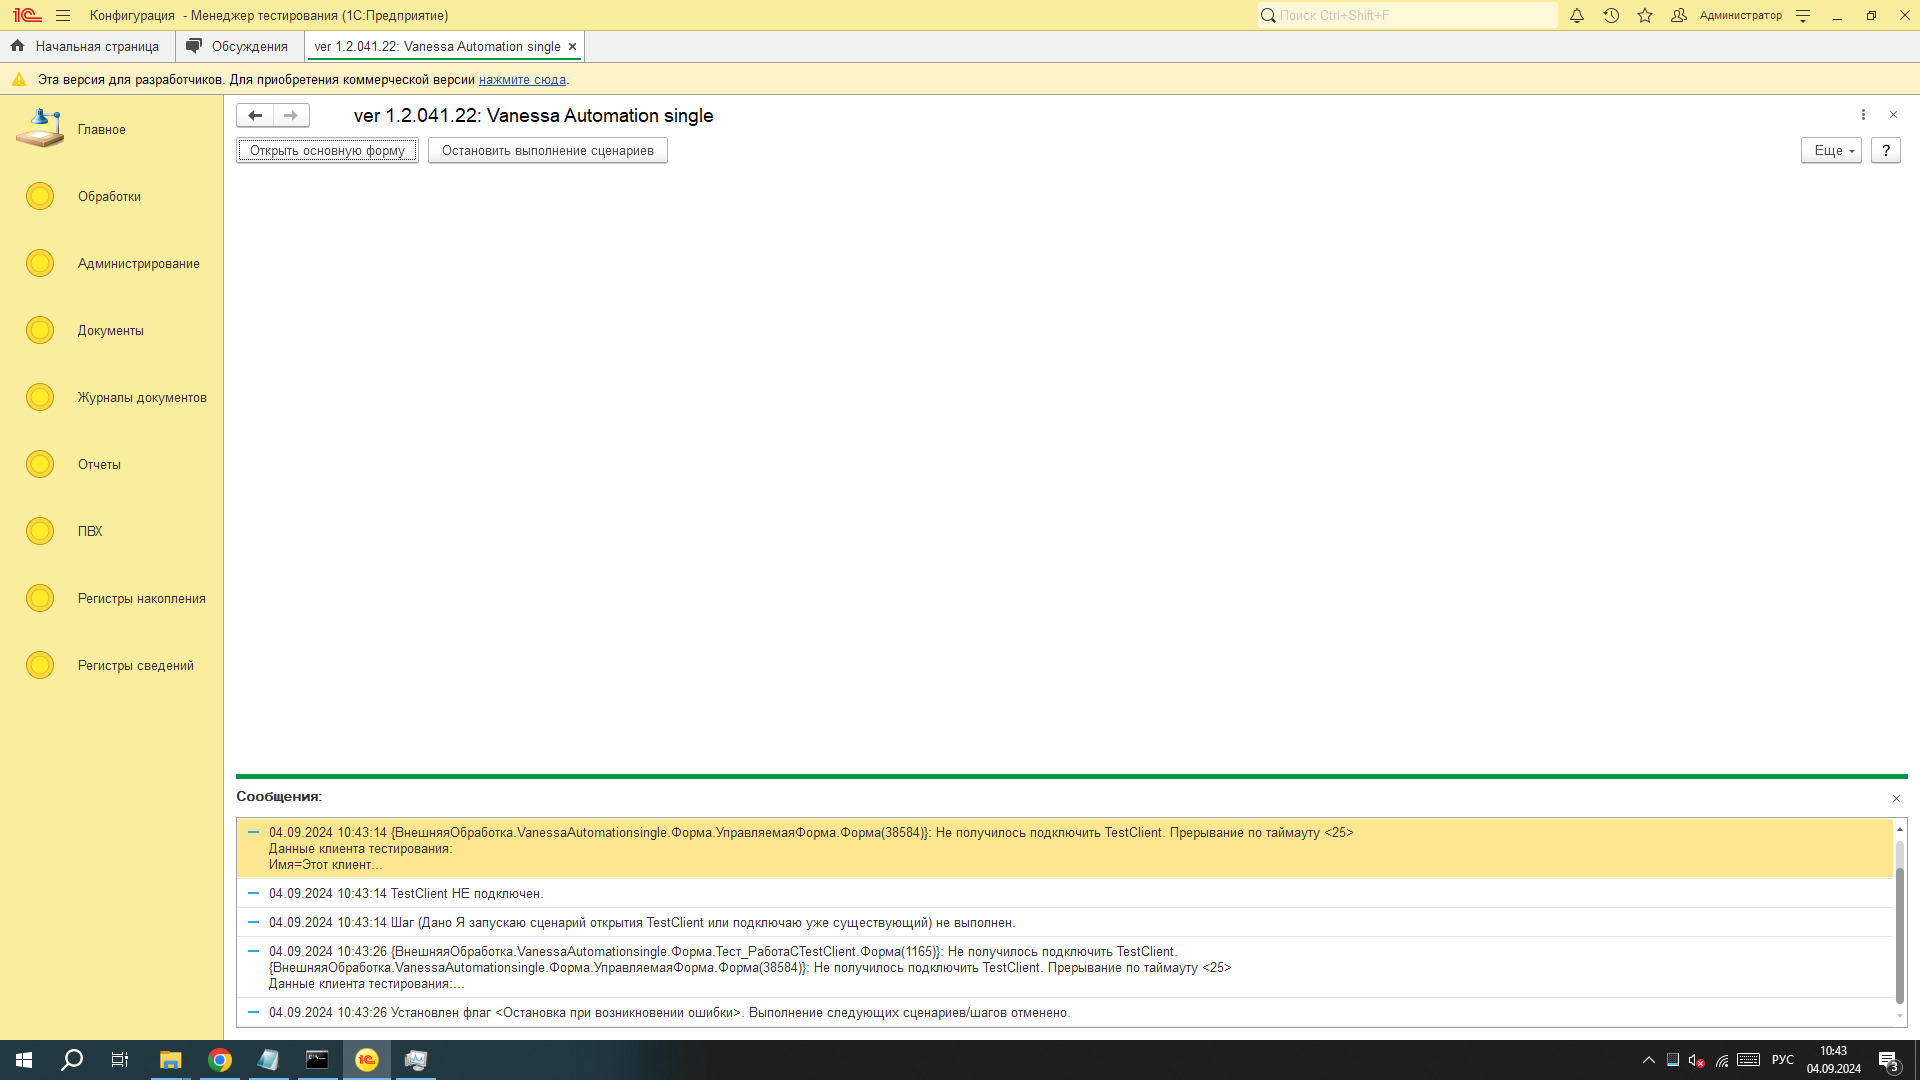 Конфигурация - Менеджер тестирования (1С:Предприятие)
Поиск Ctrl+Shift+F
Администратор
Начальная страница
Обсуждения
ver 1.2.041.22: Vanessa Automation single
Эта версия для разработчиков. Для приобретения коммерческой версии нажмите сюда.
Главное
Обработки
Администрирование
Документы
Журналы документов
Отчеты
ПВХ
Регистры накопления
Регистры сведений
ver 1.2.041.22: Vanessa Automation single
Открыть основную форму
Остановить выполнение сценариев
Еще
?
Сообщения:
04.09.2024 10:43:14 {ВнешняяОбработка.VanessaAutomationsingle.Форма.УправляемаяФорма.Форма(38584)}: Не получилось подключить TestClient. Прерывание по таймауту <25>
Данные клиента тестирования:
Имя=Этот клиент...
04.09.2024 10:43:14 TestClient НЕ подключен.
04.09.2024 10:43:14 Шаг (Дано Я запускаю сценарий открытия TestClient или подключаю уже существующий) не выполнен.
04.09.2024 10:43:26 {ВнешняяОбработка.VanessaAutomationsingle.Форма.Тест_РаботаСTestClient.Форма(1165)}: Не получилось подключить TestClient.
{ВнешняяОбработка.VanessaAutomationsingle.Форма.УправляемаяФорма.Форма(38584)}: Не получилось подключить TestClient. Прерывание по таймауту <25>
Данные клиента тестирования:...
04.09.2024 10:43:26 Установлен флаг <Остановка при возникновении ошибки>. Выполнение следующих сценариев/шагов отменено.
РУС
10:43
04.09.2024
3